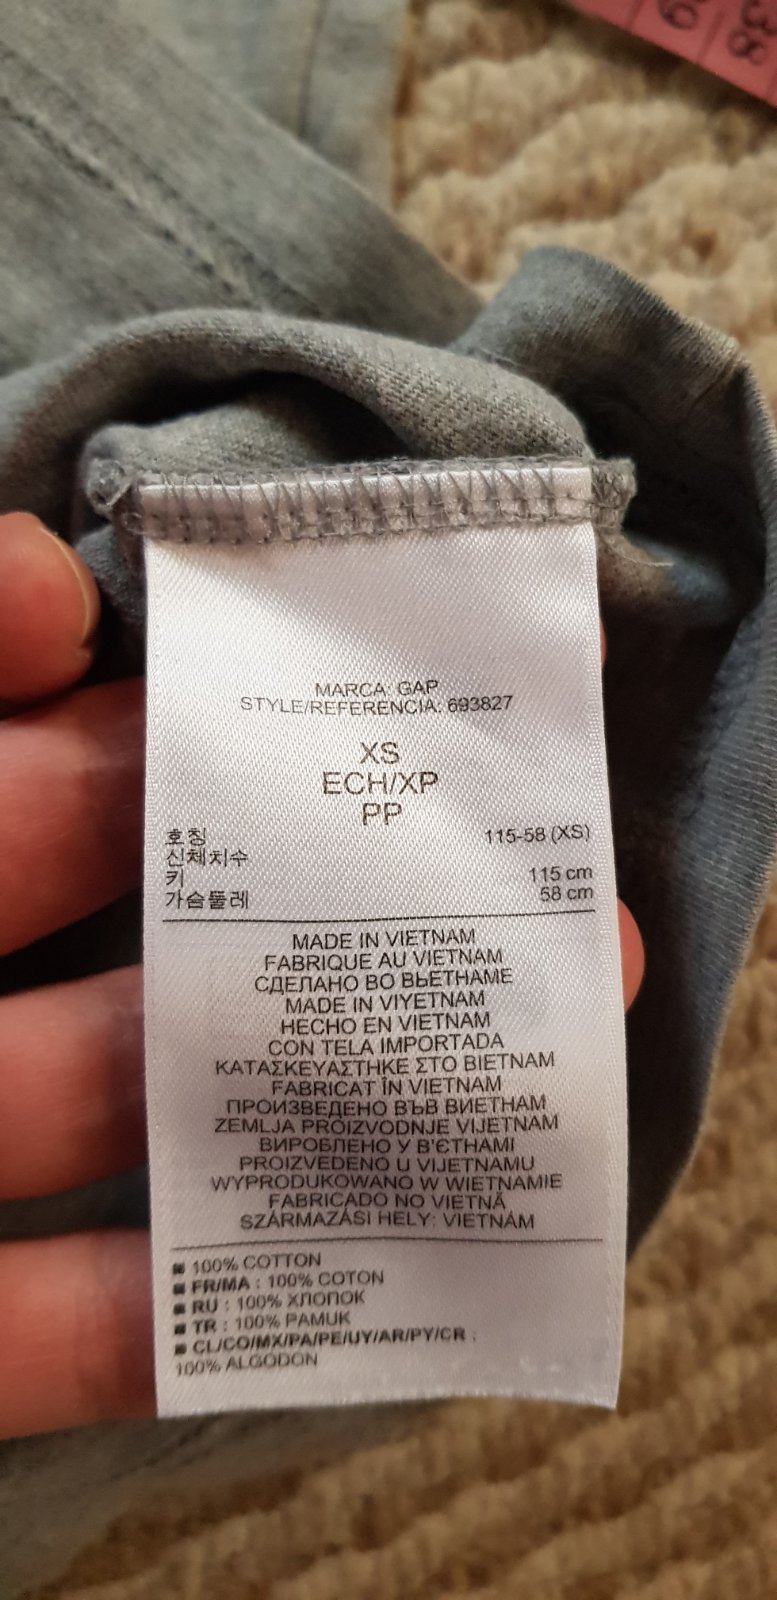 38
39
MARCA: GAP
STYLE/REFERENCIA: 693827
XS
ECH/XP
PP
호칭 115-58 (XS)
신체치수
키 115 cm
가슴둘레 58 cm
MADE IN VIETNAM
FABRIQUE AU VIETNAM
СДЕЛАНО ВО ВЬЕТНАМЕ
MADE IN VIYETNAM
HECHO EN VIETNAM
CON TELA IMPORTADA
ΚΑΤΑΣΚΕΥΑΣΤΗΚΕ ΣΤΟ ΒΙΕΤΝΑΜ
FABRICAT ÎN VIETNAM
ПРОИЗВЕДЕНО ВЪВ ВИЕТНАМ
ZEMLJA PROIZVODNJE VIJETNAM
ВИРОБЛЕНО У В'ЄТНАМІ
PROIZVEDENO U VIJETNAMU
WYPRODUKOWANO W WIETNAMIE
FABRICADO NO VIETNÃ
SZÁRMAZÁSI HELY: VIETNÁM
■ 100% COTTON
■ FR/MA : 100% COTON
■ RU : 100% ХЛОПОК
■ TR : 100% PAMUK
■ CL/CO/MX/PA/PE/UY/AR/PY/CR :
100% ALGODON